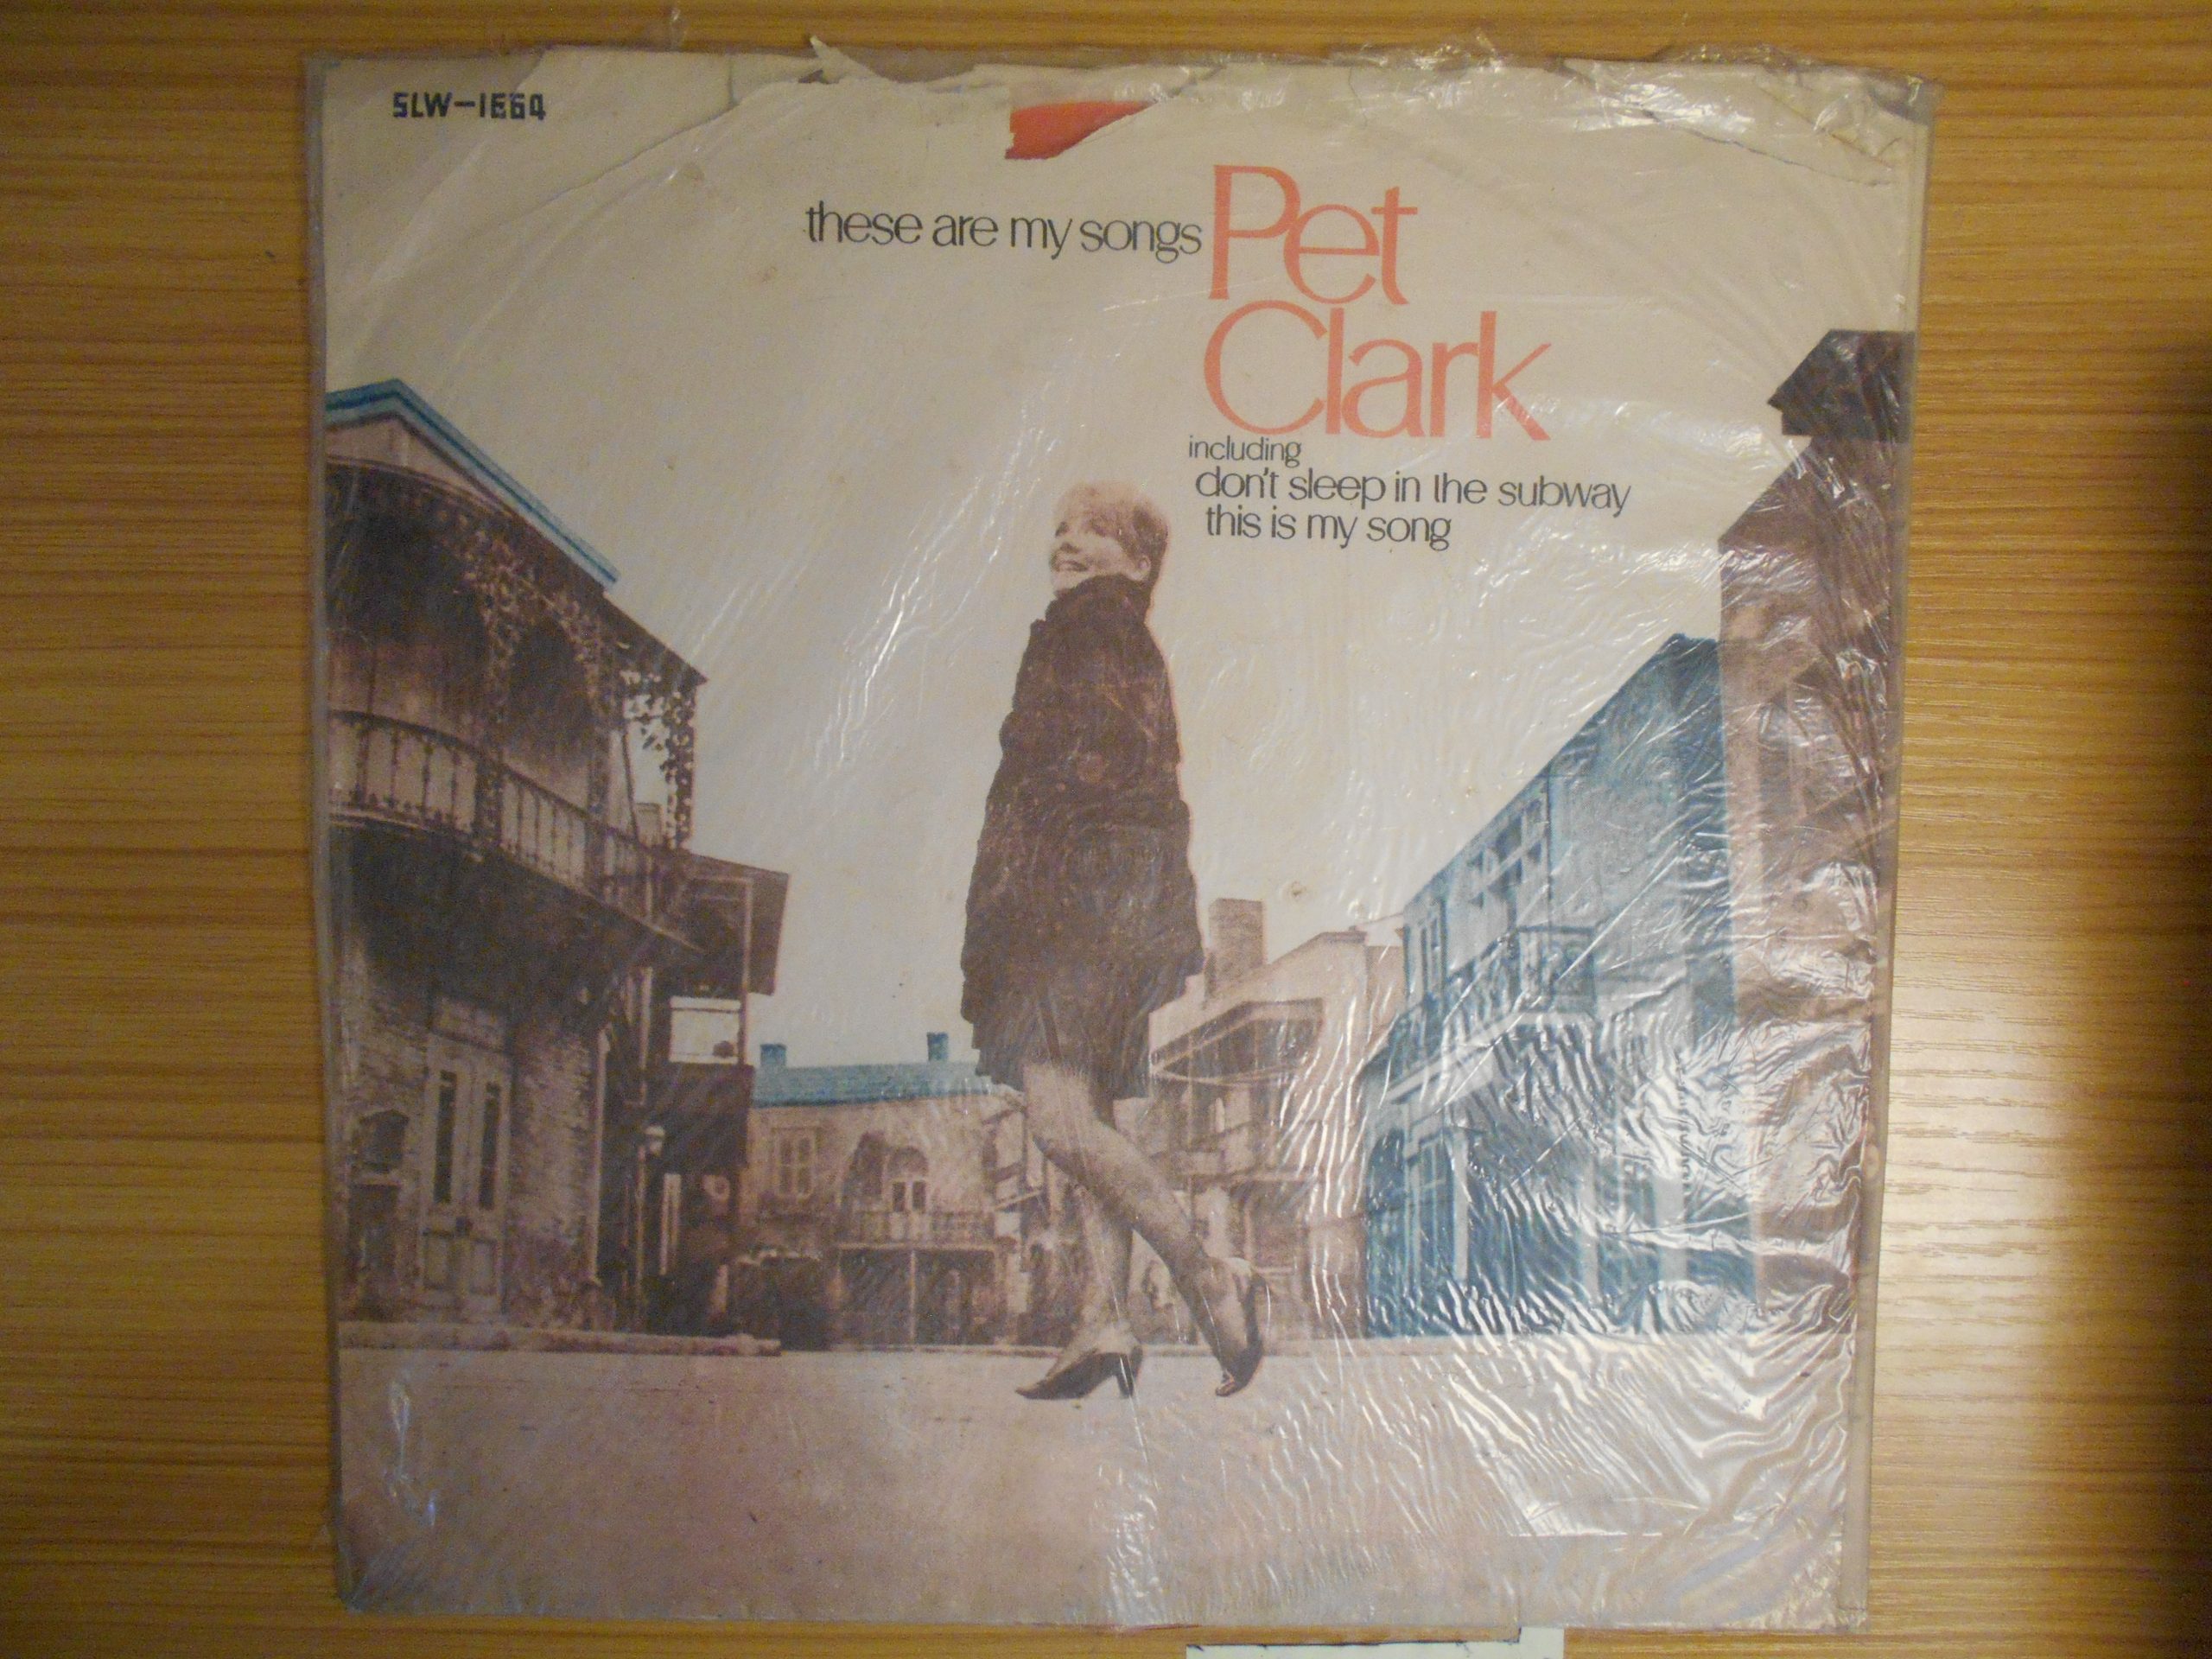 SLW-1664
these are my songs
Pet
Clark
including
don't sleep in the subway
this is my song